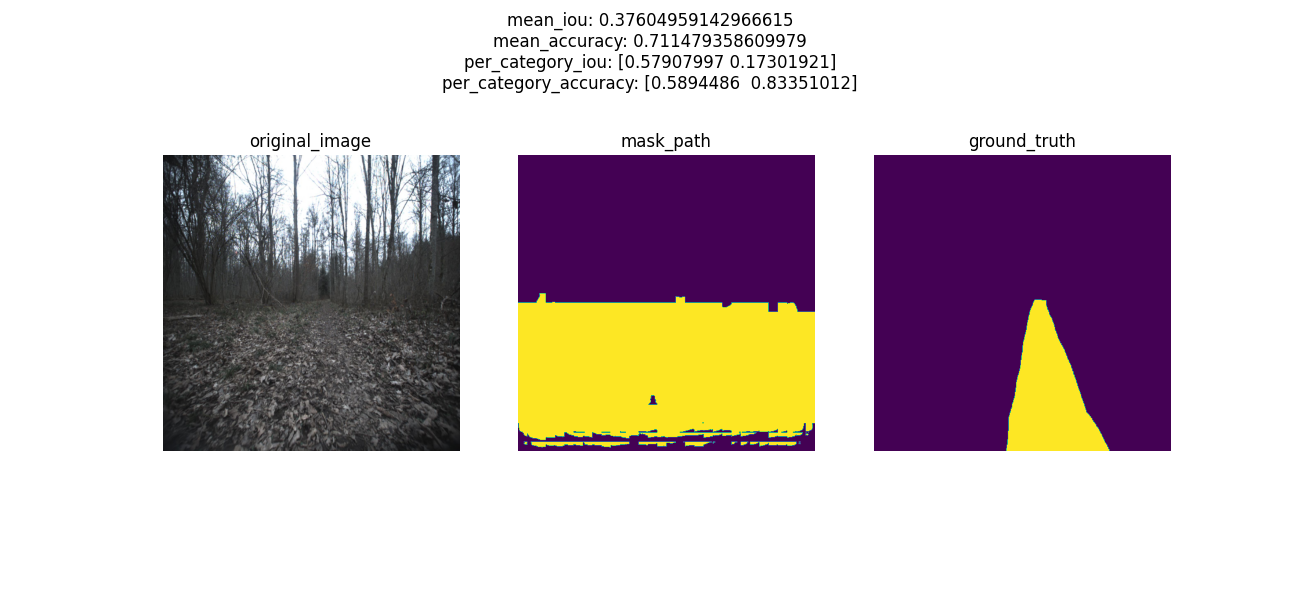 mean_iou: 0.37604959142966615
mean_accuracy: 0.711479358609979
per_category_iou: [0.57907997 0.17301921]
per_category_accuracy: [0.5894486  0.83351012]
original_image
mask_path
ground_truth